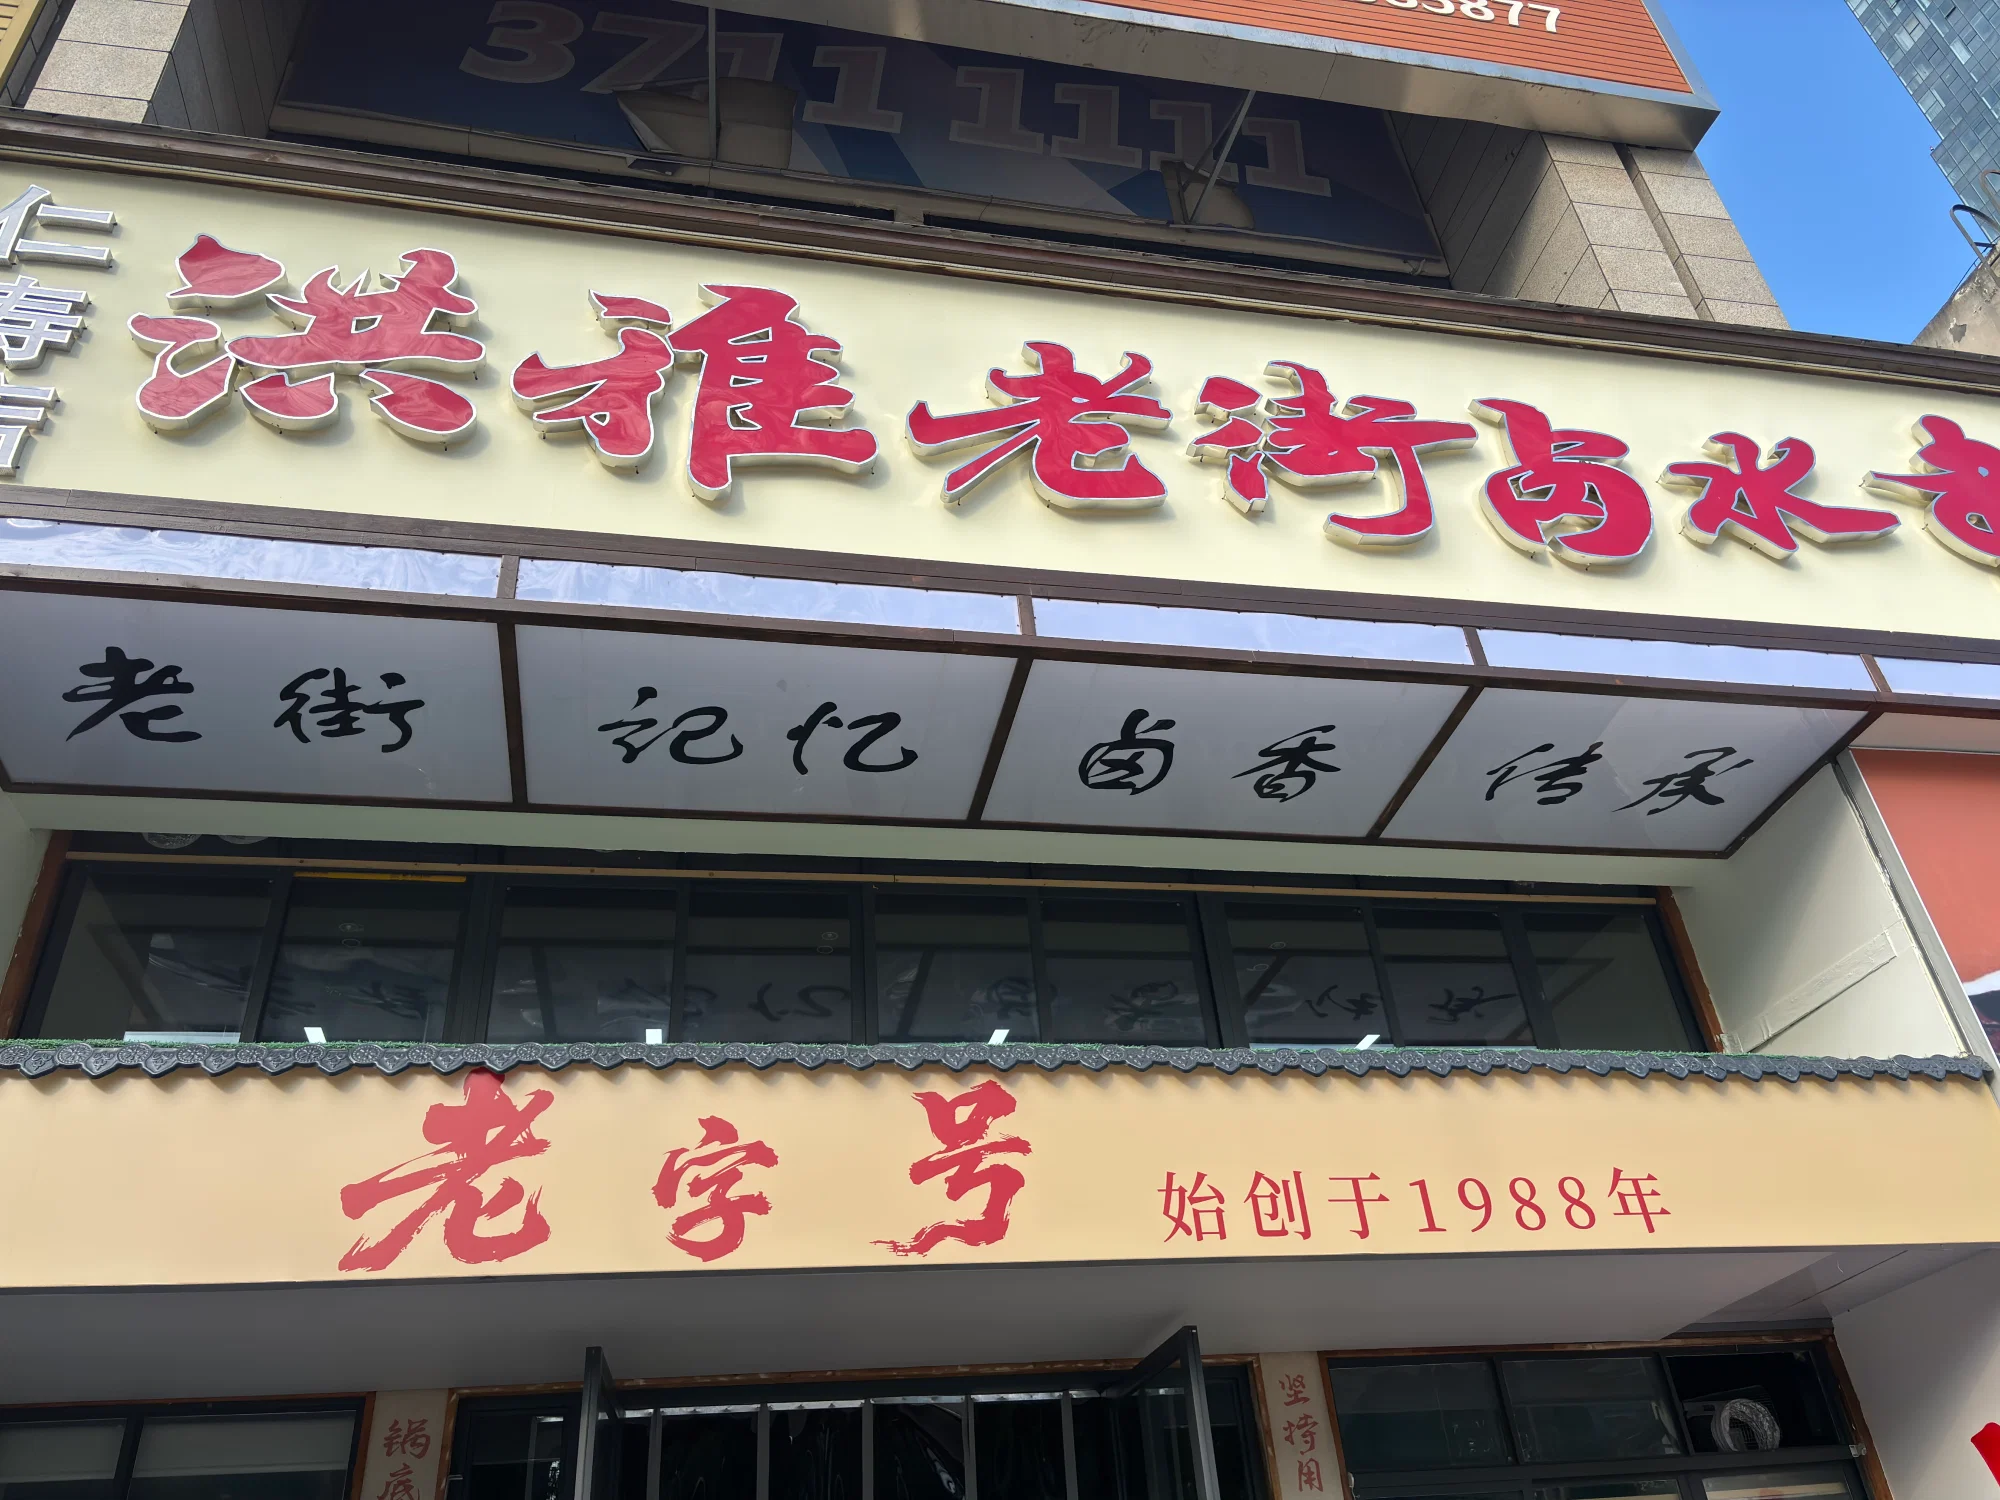 3711 1111
3877
仁寿店
洪雅老街卤水
老街 记忆 卤香 传承
老字号 始创于1988年
锅底
坚持用